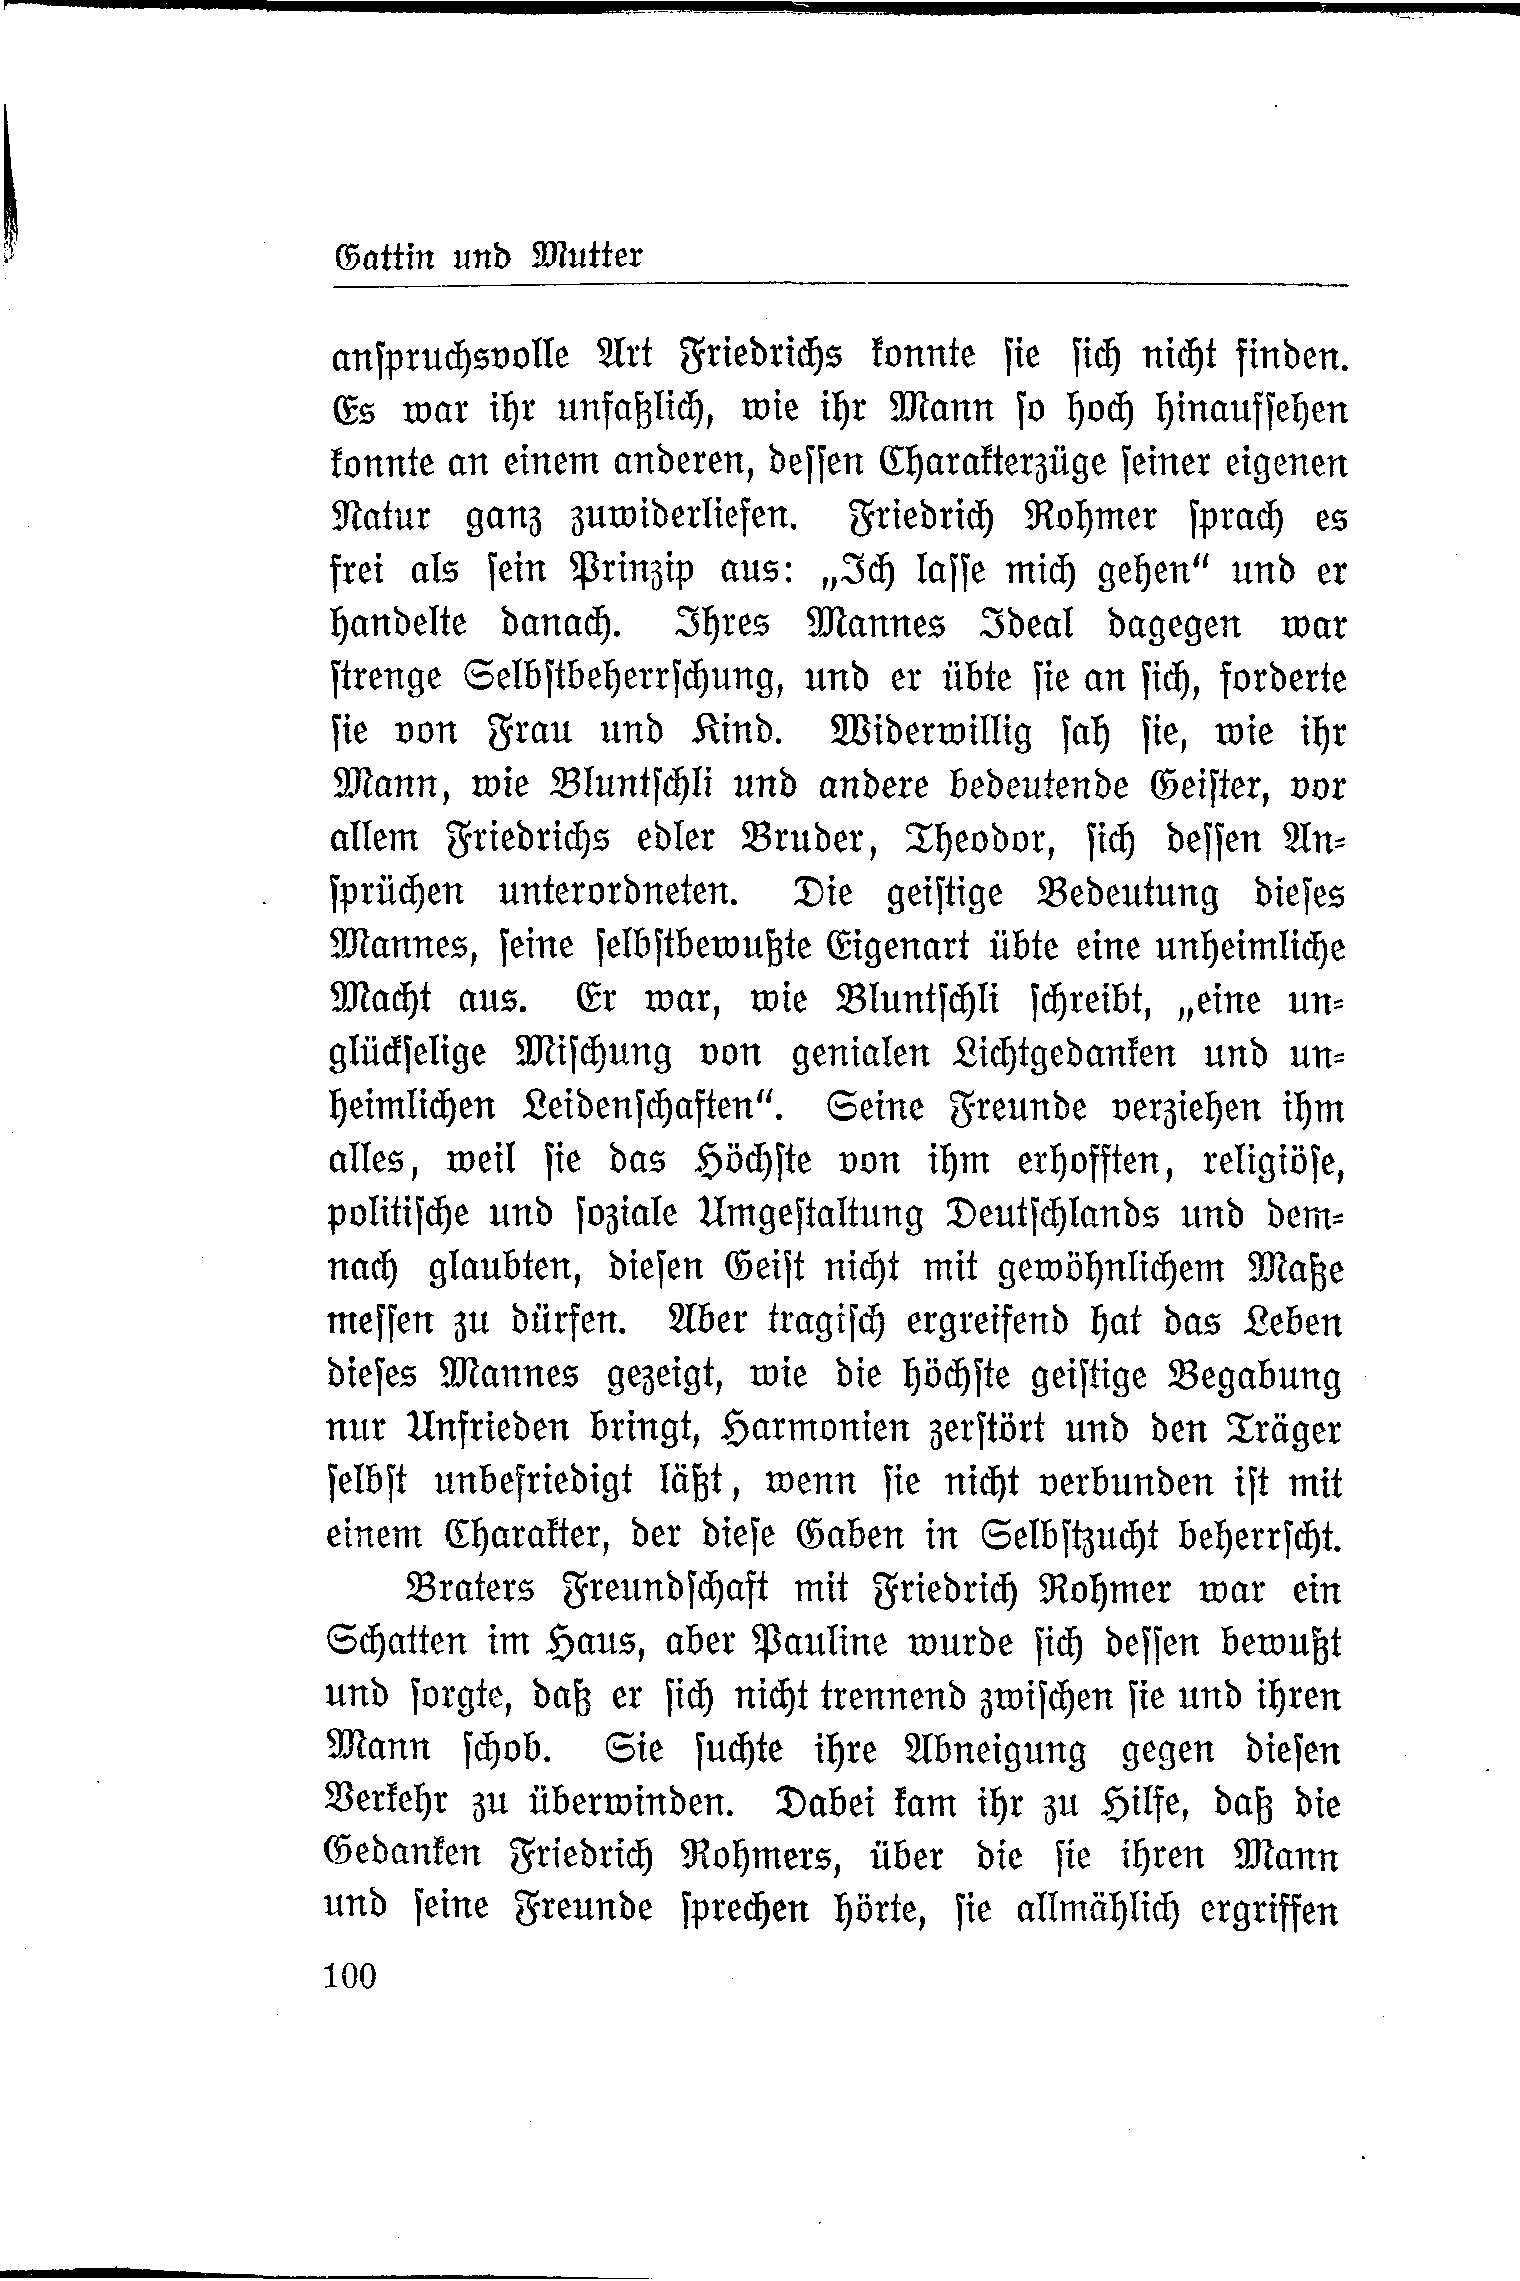 Gattin und Mutter
anspruchsvolle Art Friedrichs konnte sie sich nicht finden.
Es war ihr unfaßlich, wie ihr Mann so hoch hinaufsehen
konnte an einem anderen, dessen Charakterzüge seiner eigenen
Natur ganz zuwiderliefen. Friedrich Rohmer sprach es
frei als sein Prinzip aus: „Ich lasse mich gehen“ und er
handelte danach. Ihres Mannes Ideal dagegen war
strenge Selbstbeherrschung, und er übte sie an sich, forderte
sie von Frau und Kind. Widerwillig sah sie, wie ihr
Mann, wie Bluntschli und andere bedeutende Geister, vor
allem Friedrichs edler Bruder, Theodor, sich dessen An-
sprüchen unterordneten. Die geistige Bedeutung dieses
Mannes, seine selbstbewußte Eigenart übte eine unheimliche
Macht aus. Er war, wie Bluntschli schreibt, „eine un-
glückselige Mischung von genialen Lichtgedanken und un-
heimlichen Leidenschaften“. Seine Freunde verziehen ihm
alles, weil sie das Höchste von ihm erhofften, religiöse,
politische und soziale Umgestaltung Deutschlands und dem-
nach glaubten, diesen Geist nicht mit gewöhnlichem Maße
messen zu dürfen. Aber tragisch ergreifend hat das Leben
dieses Mannes gezeigt, wie die höchste geistige Begabung
nur Unfrieden bringt, Harmonien zerstört und den Träger
selbst unbefriedigt läßt, wenn sie nicht verbunden ist mit
einem Charakter, der diese Gaben in Selbstzucht beherrscht.
Braters Freundschaft mit Friedrich Rohmer war ein
Schatten im Haus, aber Pauline wurde sich dessen bewußt
und sorgte, daß er sich nicht trennend zwischen sie und ihren
Mann schob. Sie suchte ihre Abneigung gegen diesen
Verkehr zu überwinden. Dabei kam ihr zu Hilfe, daß die
Gedanken Friedrich Rohmers, über die sie ihren Mann
und seine Freunde sprechen hörte, sie allmählich ergriffen
100